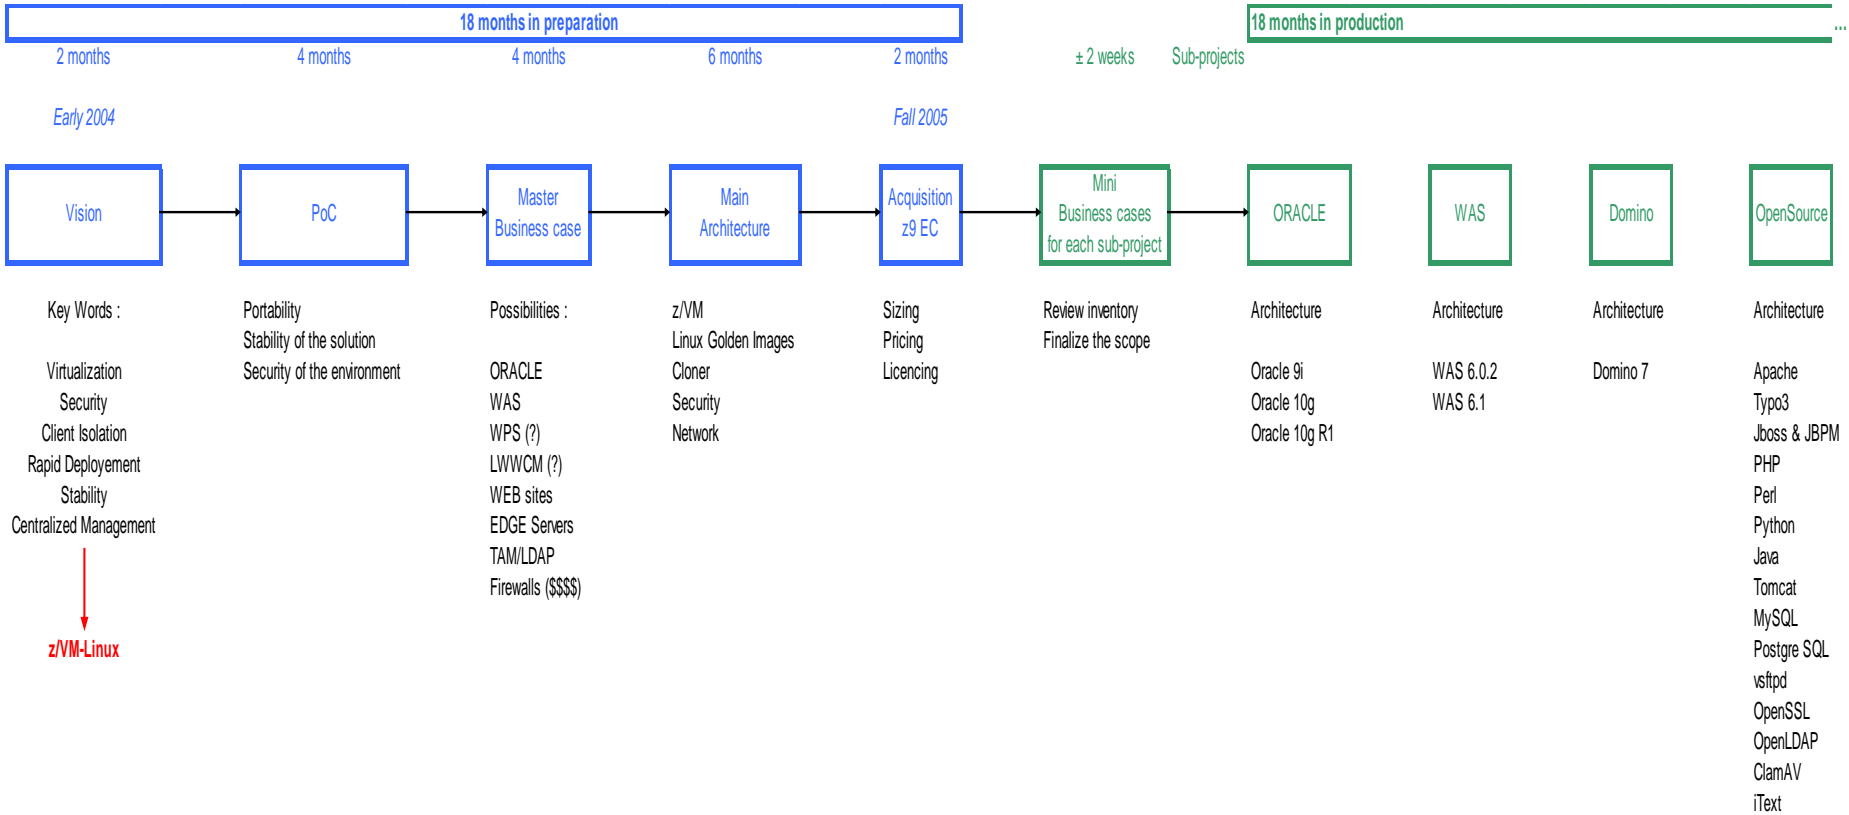 18 months in preparation
18 months in production
...
2 months
4 months
4 months
6 months
2 months
± 2 weeks
Sub-projects
Early 2004
Fall 2005
Vision
PoC
Master
Business case
Main
Architecture
Acquisition
z9 EC
Mini
Business cases
for each sub-project
ORACLE
WAS
Domino
OpenSource
Key Words :
Virtualization
Security
Client Isolation
Rapid Deployement
Stability
Centralized Management
z/VM-Linux
Portability
Stability of the solution
Security of the environment
Possibilities :
ORACLE
WAS
WPS (?)
LWWCM (?)
WEB sites
EDGE Servers
TAM/LDAP
Firewalls ($$$$)
z/VM
Linux Golden Images
Cloner
Security
Network
Sizing
Pricing
Licencing
Review inventory
Finalize the scope
Architecture
Oracle 9i
Oracle 10g
Oracle 10g R1
Architecture
WAS 6.0.2
WAS 6.1
Architecture
Domino 7
Architecture
Apache
Typo3
Jboss & JBPM
PHP
Perl
Python
Java
Tomcat
MySQL
Postgre SQL
vsftpd
OpenSSL
OpenLDAP
ClamAV
iText